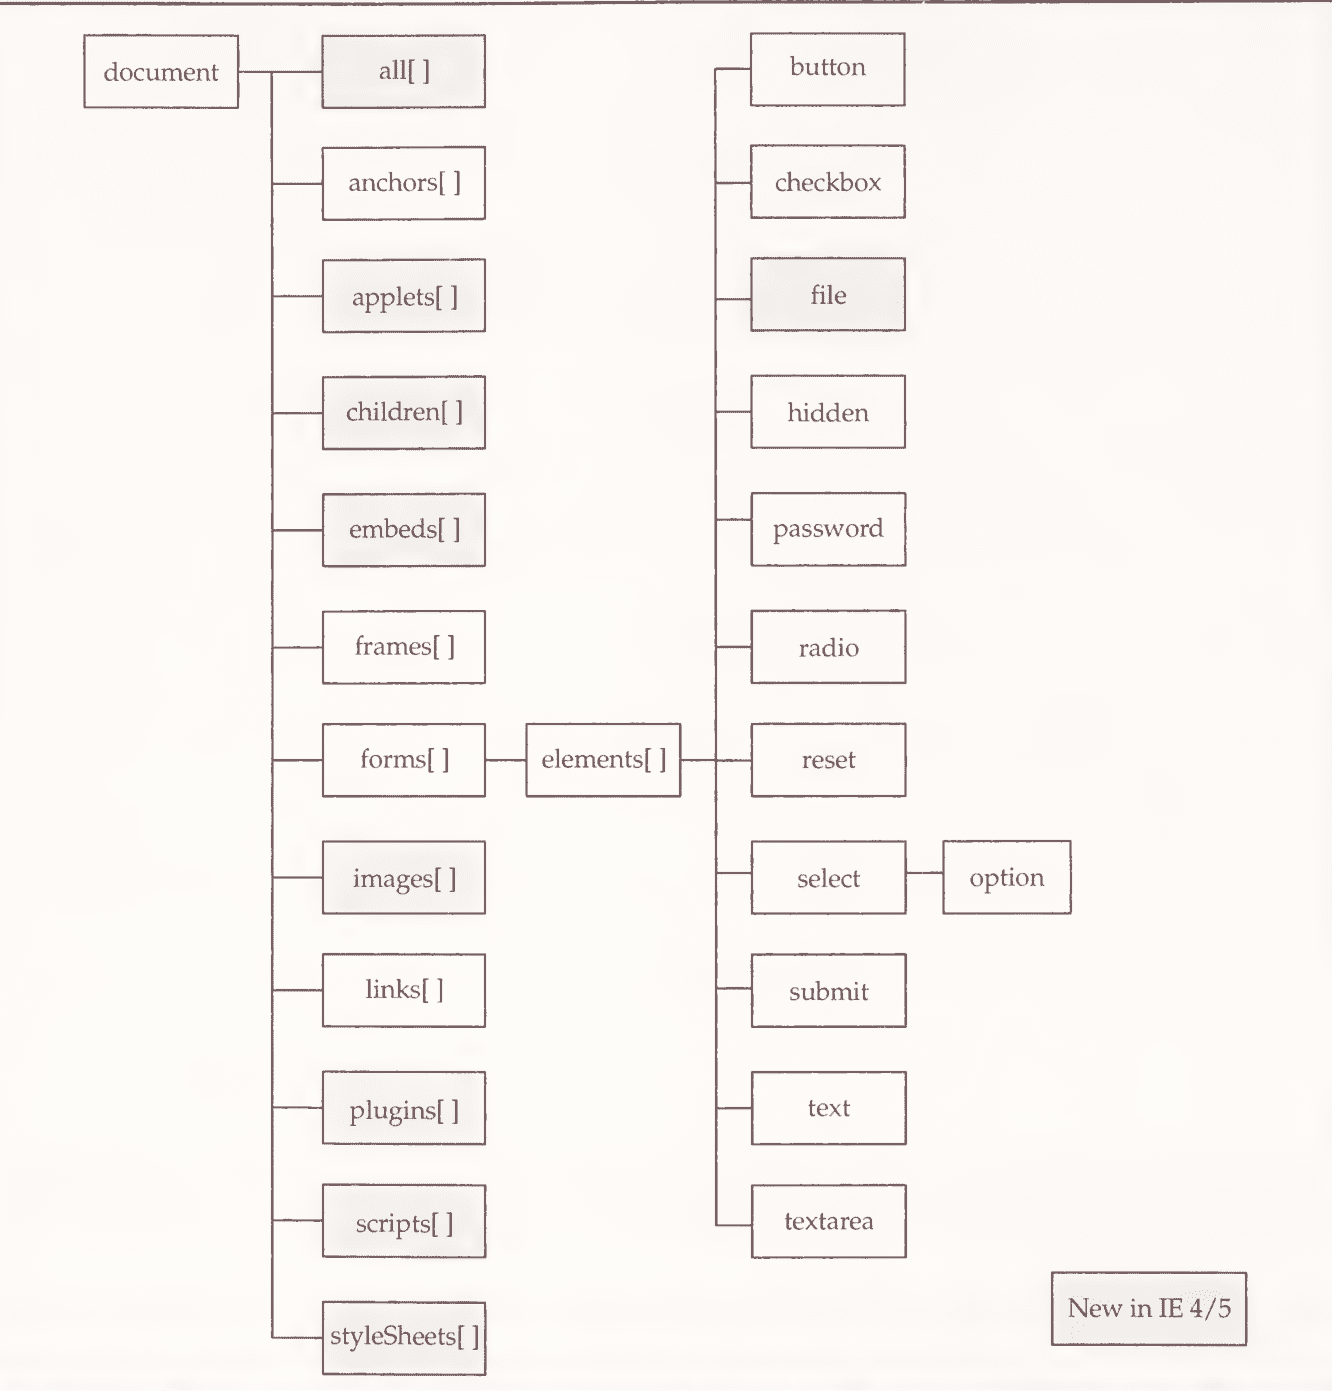 document
all[ ]
anchors[ ]
applets[ ]
children[ ]
embeds[ ]
frames[ ]
forms[ ]
images[ ]
links[ ]
plugins[ ]
scripts[ ]
styleSheets[ ]
elements[ ]
button
checkbox
file
hidden
password
radio
reset
select
submit
text
textarea
option
New in IE 4/5